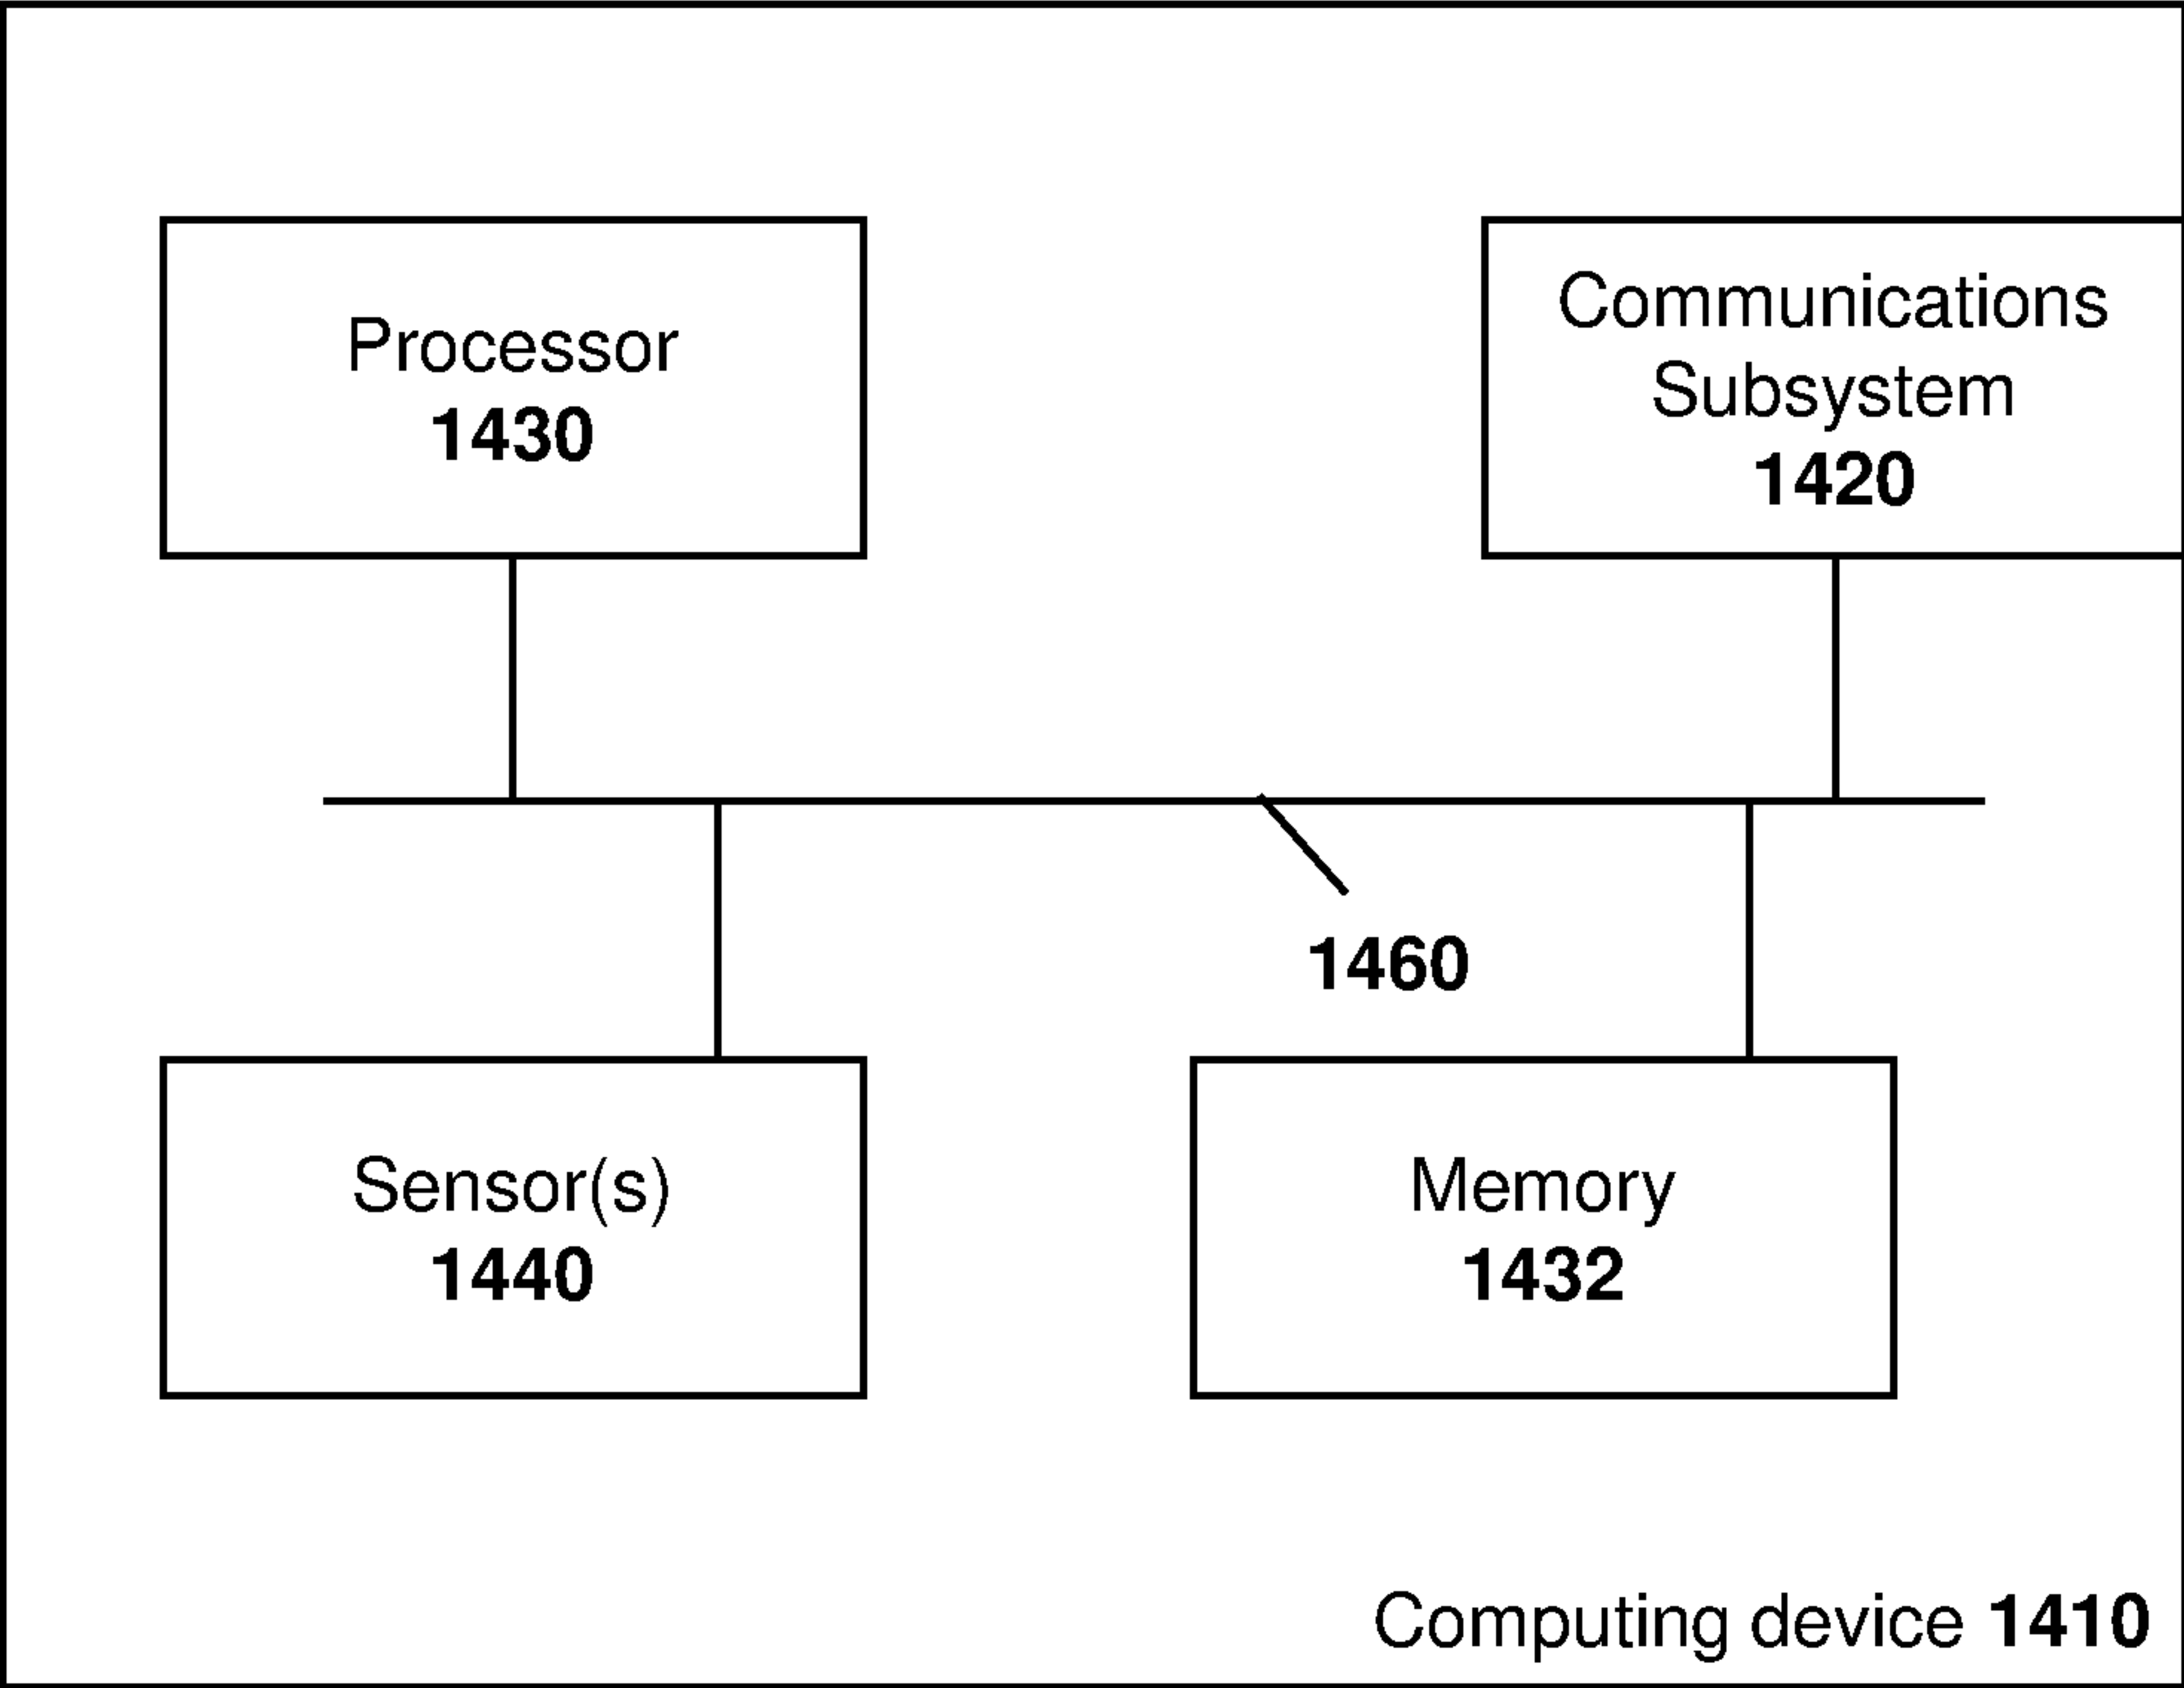 Processor
1430
Communications
Subsystem
1420
1460
Sensor(s)
1440
Memory
1432
Computing device 1410